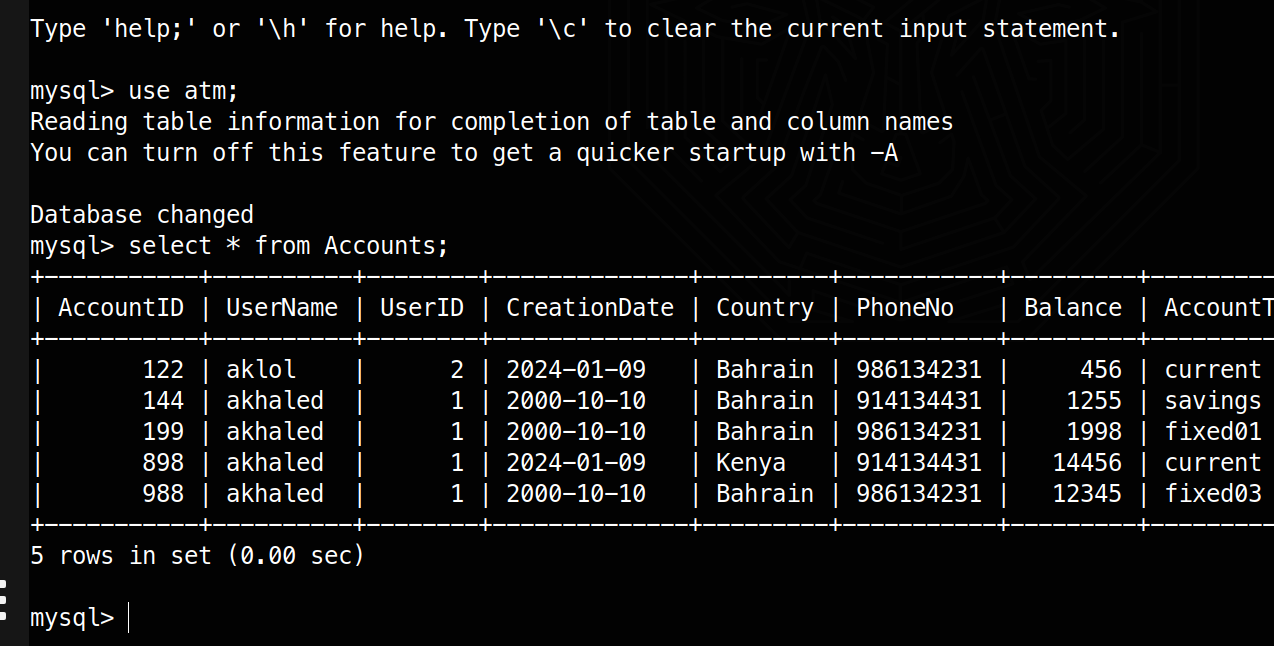 Type 'help;' or '\h' for help. Type '\c' to clear the current input statement.
mysql> use atm;
Reading table information for completion of table and column names
You can turn off this feature to get a quicker startup with -A
Database changed
mysql> select * from Accounts;
+-----------+----------+--------+--------------+---------+-----------+---------+---------
| AccountID | UserName | UserID | CreationDate | Country | PhoneNo   | Balance | AccountT
+-----------+----------+--------+--------------+---------+-----------+---------+---------
|       122 | aklol    |      2 | 2024-01-09   | Bahrain | 986134231 |     456 | current
|       144 | akhaled  |      1 | 2000-10-10   | Bahrain | 914134431 |    1255 | savings
|       199 | akhaled  |      1 | 2000-10-10   | Bahrain | 986134231 |    1998 | fixed01
|       898 | akhaled  |      1 | 2024-01-09   | Kenya   | 914134431 |   14456 | current
|       988 | akhaled  |      1 | 2000-10-10   | Bahrain | 986134231 |   12345 | fixed03
+-----------+----------+--------+--------------+---------+-----------+---------+---------
5 rows in set (0.00 sec)
mysql>